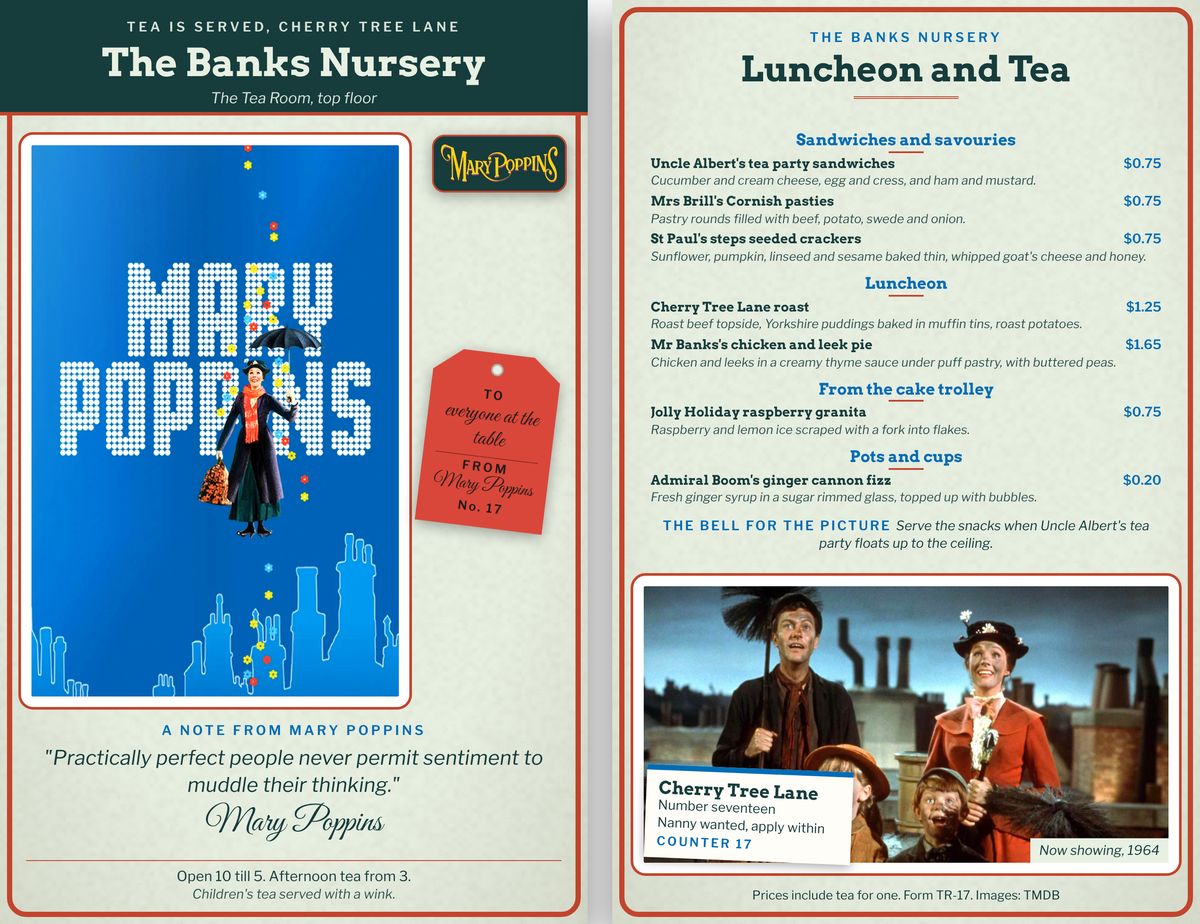 TEA IS SERVED, CHERRY TREE LANE
The Banks Nursery
The Tea Room, top floor
MARY POPPINS
MARY
POPPINS
TO
everyone at the
table
FROM
Mary Poppins
No. 17
A NOTE FROM MARY POPPINS
"Practically perfect people never permit sentiment to
muddle their thinking."
Mary Poppins
Open 10 till 5. Afternoon tea from 3.
Children's tea served with a wink.
THE BANKS NURSERY
Luncheon and Tea
Sandwiches and savouries
Uncle Albert's tea party sandwiches $0.75
Cucumber and cream cheese, egg and cress, and ham and mustard.
Mrs Brill's Cornish pasties $0.75
Pastry rounds filled with beef, potato, swede and onion.
St Paul's steps seeded crackers $0.75
Sunflower, pumpkin, linseed and sesame baked thin, whipped goat's cheese and honey.
Luncheon
Cherry Tree Lane roast $1.25
Roast beef topside, Yorkshire puddings baked in muffin tins, roast potatoes.
Mr Banks's chicken and leek pie $1.65
Chicken and leeks in a creamy thyme sauce under puff pastry, with buttered peas.
From the cake trolley
Jolly Holiday raspberry granita $0.75
Raspberry and lemon ice scraped with a fork into flakes.
Pots and cups
Admiral Boom's ginger cannon fizz $0.20
Fresh ginger syrup in a sugar rimmed glass, topped up with bubbles.
THE BELL FOR THE PICTURE Serve the snacks when Uncle Albert's tea
party floats up to the ceiling.
Cherry Tree Lane
Number seventeen
Nanny wanted, apply within
COUNTER 17
Now showing, 1964
Prices include tea for one. Form TR-17. Images: TMDB